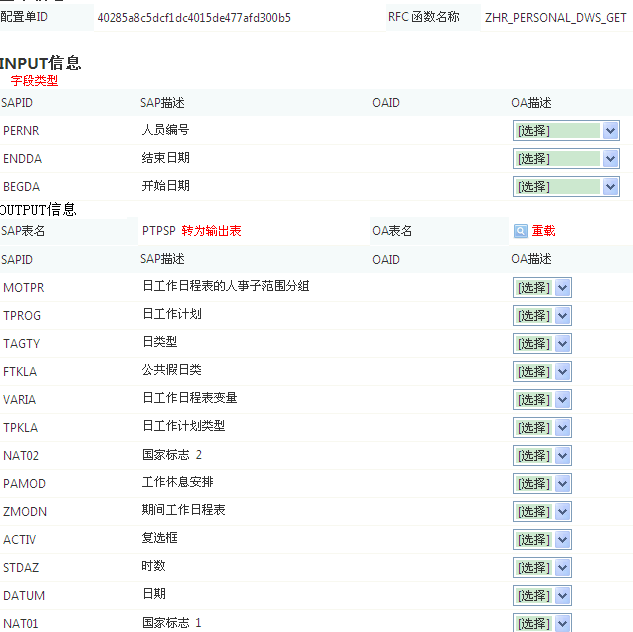 配置单ID 40285a8c5dcf1dc4015de477afd300b5 RFC 函数名称 ZHR_PERSONAL_DWS_GET
INPUT信息
字段类型
SAPID SAP描述 OAID OA描述
PERNR 人员编号 [选择]
ENDDA 结束日期 [选择]
BEGDA 开始日期 [选择]
OUTPUT信息
SAP表名 PTPSP 转为输出表 OA表名 重载
SAPID SAP描述 OAID OA描述
MOTPR 日工作日程表的人事子范围分组 [选择]
TPROG 日工作计划 [选择]
TAGTY 日类型 [选择]
FTKLA 公共假日类 [选择]
VARIA 日工作日程表变量 [选择]
TPKLA 日工作计划类型 [选择]
NAT02 国家标志 2 [选择]
PAMOD 工作休息安排 [选择]
ZMODN 期间工作日程表 [选择]
ACTIV 复选框 [选择]
STDAZ 时数 [选择]
DATUM 日期 [选择]
NAT01 国家标志 1 [选择]